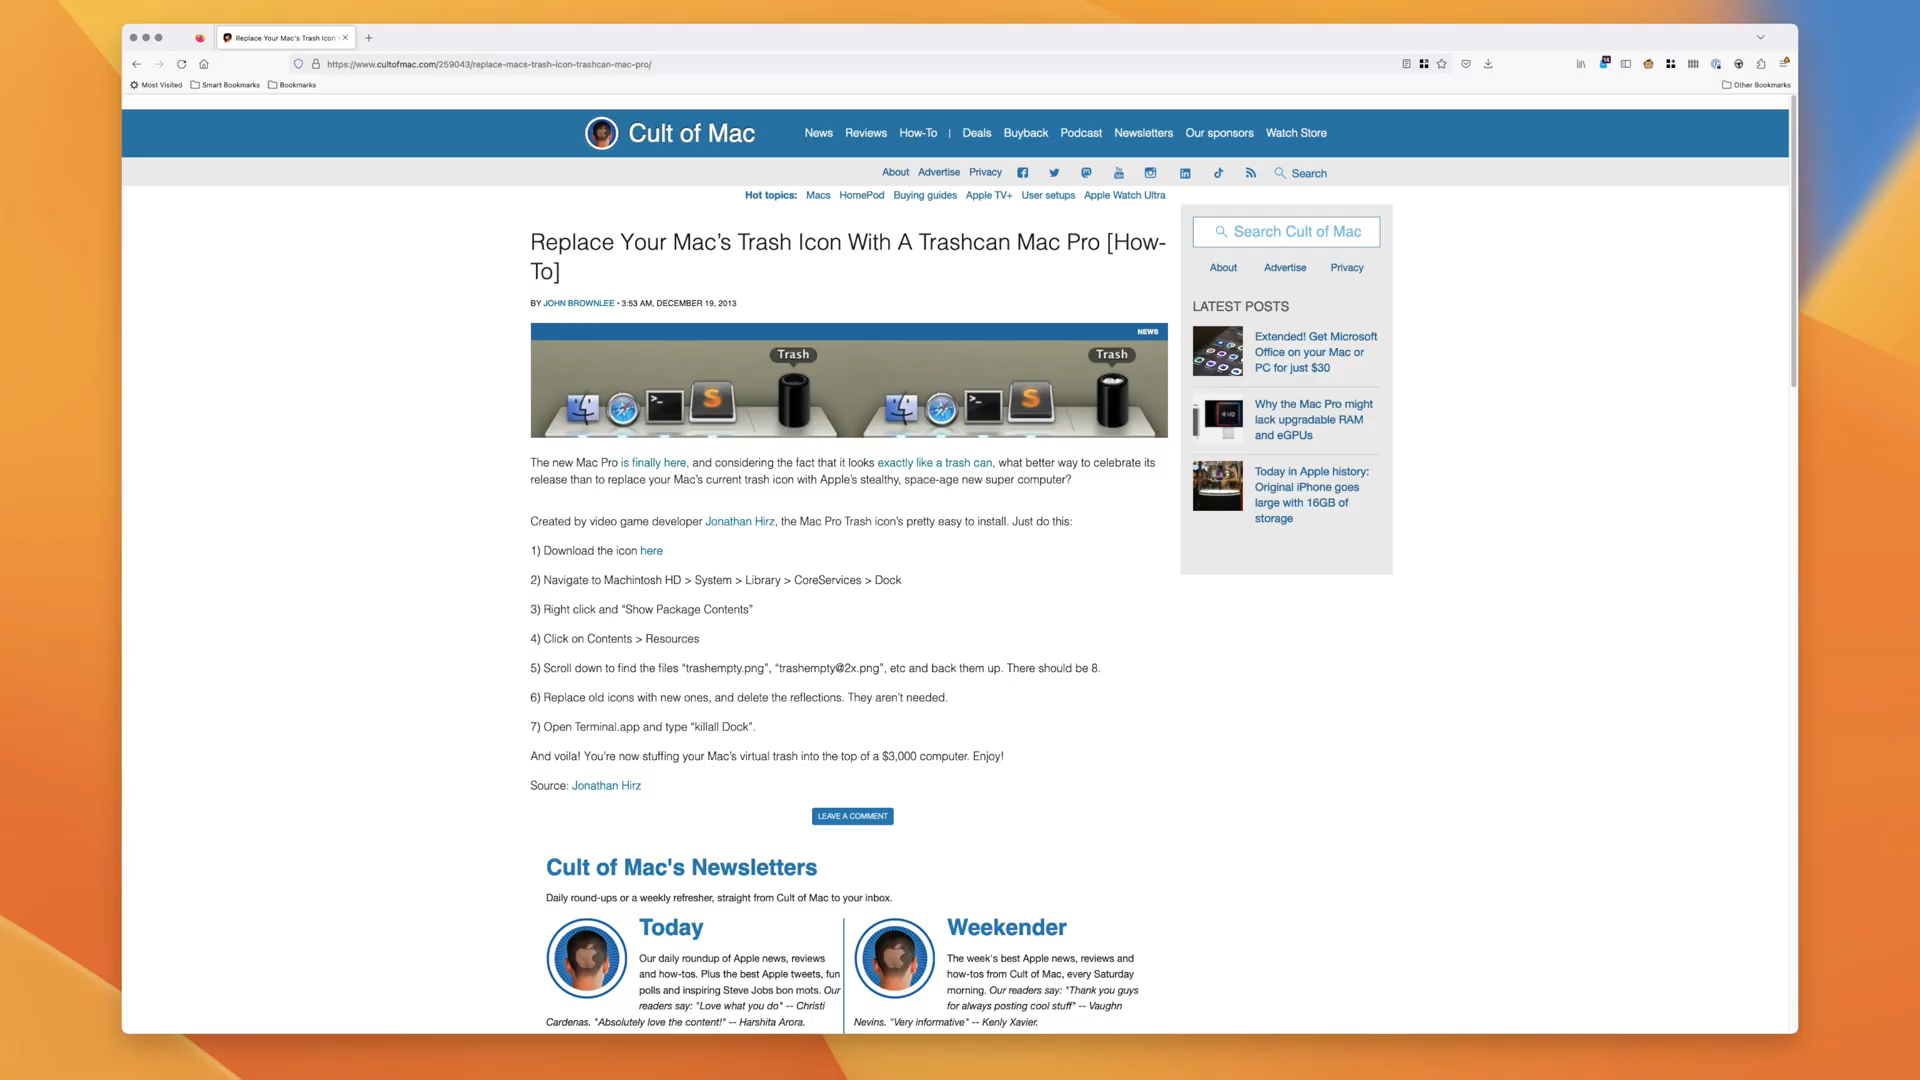 Replace Your Mac's Trash Icon
https://www.cultofmac.com/259043/replace-macs-trash-icon-trashcan-mac-pro/
Most Visited Smart Bookmarks Bookmarks Other Bookmarks
Cult of Mac News Reviews How-To | Deals Buyback Podcast Newsletters Our sponsors Watch Store
About Advertise Privacy Search
Hot topics: Macs HomePod Buying guides Apple TV+ User setups Apple Watch Ultra
Replace Your Mac's Trash Icon With A Trashcan Mac Pro [How-
To]
BY JOHN BROWNLEE • 3:53 AM, DECEMBER 19, 2013
NEWS
Trash Trash
The new Mac Pro is finally here, and considering the fact that it looks exactly like a trash can, what better way to celebrate its
release than to replace your Mac's current trash icon with Apple's stealthy, space-age new super computer?
Created by video game developer Jonathan Hirz, the Mac Pro Trash icon's pretty easy to install. Just do this:
1) Download the icon here
2) Navigate to Machintosh HD > System > Library > CoreServices > Dock
3) Right click and “Show Package Contents”
4) Click on Contents > Resources
5) Scroll down to find the files “trashempty.png”, “trashempty@2x.png”, etc and back them up. There should be 8.
6) Replace old icons with new ones, and delete the reflections. They aren't needed.
7) Open Terminal.app and type “killall Dock”.
And voila! You're now stuffing your Mac's virtual trash into the top of a $3,000 computer. Enjoy!
Source: Jonathan Hirz
LEAVE A COMMENT
Search Cult of Mac
About Advertise Privacy
LATEST POSTS
Extended! Get Microsoft
Office on your Mac or
PC for just $30
Why the Mac Pro might
lack upgradable RAM
and eGPUs
Today in Apple history:
Original iPhone goes
large with 16GB of
storage
Cult of Mac's Newsletters
Daily round-ups or a weekly refresher, straight from Cult of Mac to your inbox.
Today
Our daily roundup of Apple news, reviews
and how-tos. Plus the best Apple tweets, fun
polls and inspiring Steve Jobs bon mots. Our
readers say: "Love what you do" -- Christi
Cardenas. "Absolutely love the content!" -- Harshita Arora.
Weekender
The week's best Apple news, reviews and
how-tos from Cult of Mac, every Saturday
morning. Our readers say: "Thank you guys
for always posting cool stuff" -- Vaughn
Nevins. "Very informative" -- Kenly Xavier.